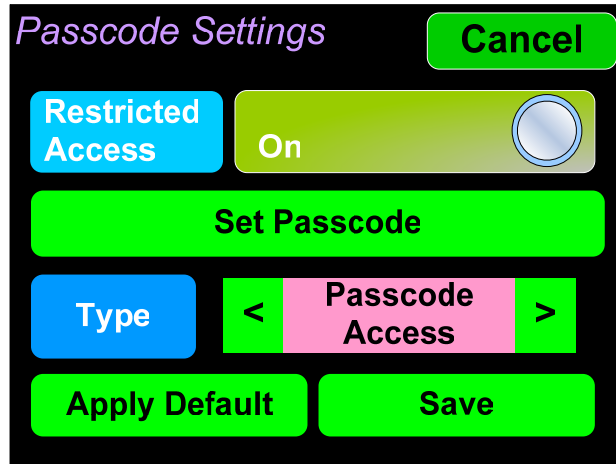 Passcode Settings
Cancel
Restricted
Access
On
Set Passcode
Type
<
Passcode
Access
>
Apply Default
Save